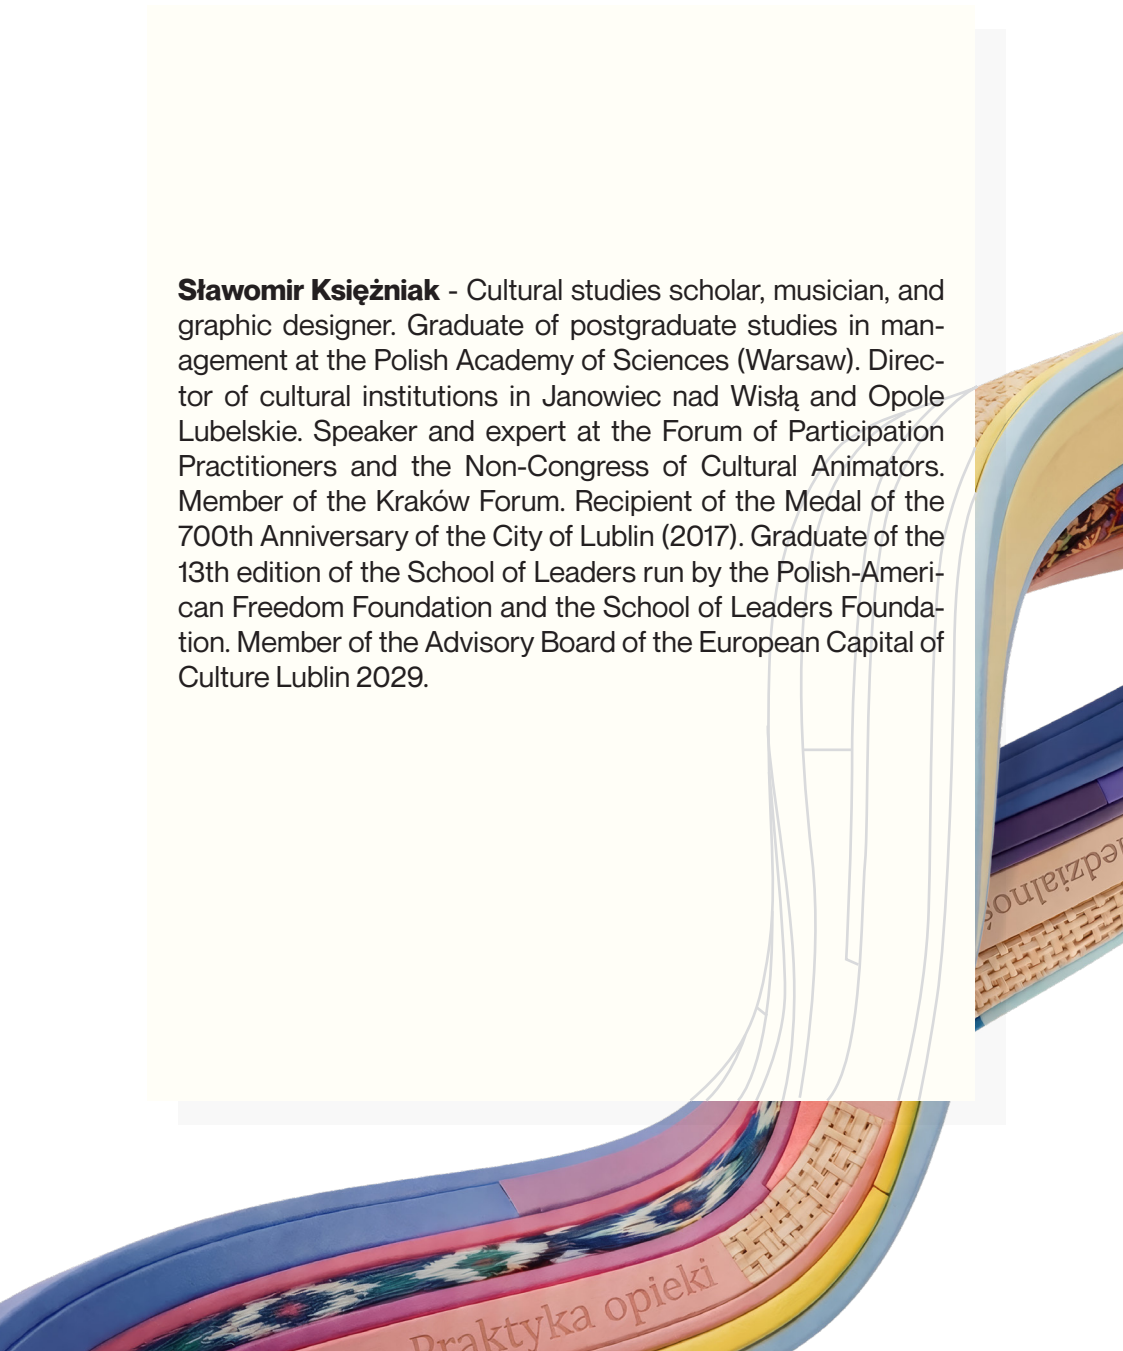 Sławomir Księżniak - Cultural studies scholar, musician, and
graphic designer. Graduate of postgraduate studies in man-
agement at the Polish Academy of Sciences (Warsaw). Direc-
tor of cultural institutions in Janowiec nad Wisłą and Opole
Lubelskie. Speaker and expert at the Forum of Participation
Practitioners and the Non-Congress of Cultural Animators.
Member of the Kraków Forum. Recipient of the Medal of the
700th Anniversary of the City of Lublin (2017). Graduate of the
13th edition of the School of Leaders run by the Polish-Ameri-
can Freedom Foundation and the School of Leaders Founda-
tion. Member of the Advisory Board of the European Capital of
Culture Lublin 2029.
Praktyka opieki